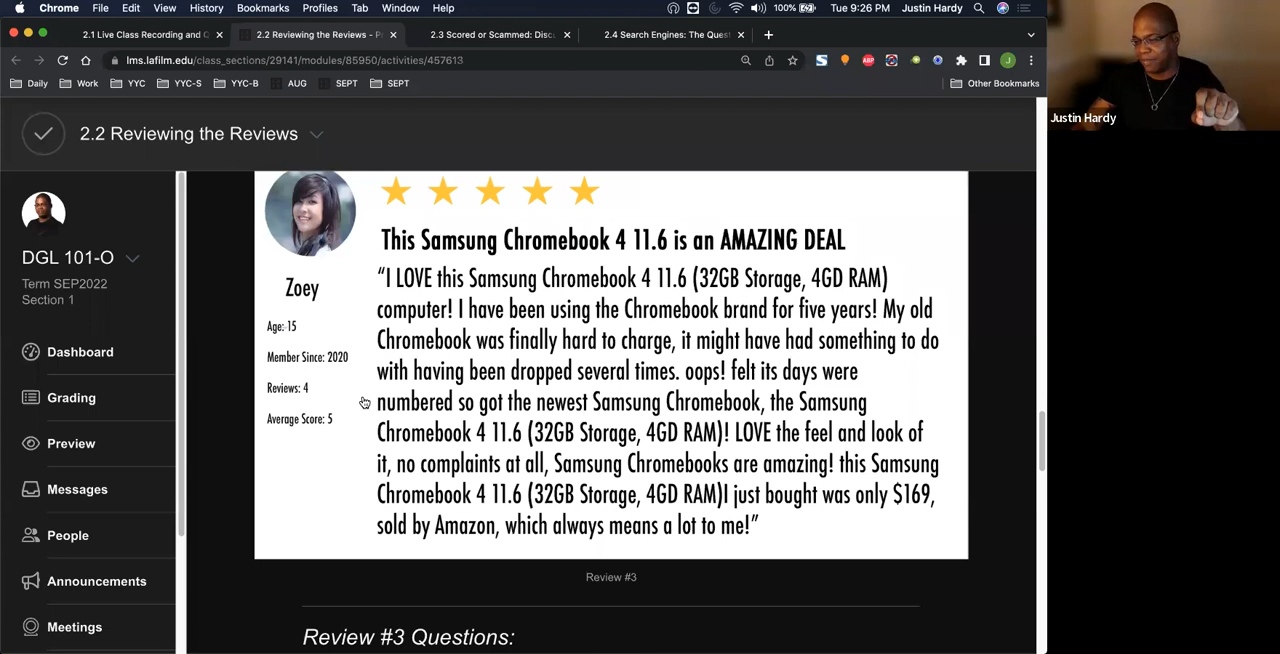 Chrome File Edit View History Bookmarks Profiles Tab Window Help 100% Tue 9:26 PM Justin Hardy
2.1 Live Class Recording and Q 2.2 Reviewing the Reviews - Pr 2.3 Scored or Scammed: Discu 2.4 Search Engines: The Quest
lms.lafilm.edu/class_sections/29141/modules/85950/activities/457613
Daily Work YYC YYC-S YYC-B AUG SEPT SEPT Other Bookmarks
ABP
J
Justin Hardy
2.2 Reviewing the Reviews
DGL 101-O
Term SEP2022
Section 1
Dashboard
Grading
Preview
Messages
People
Announcements
Meetings
Zoey
Age: 15
Member Since: 2020
Reviews: 4
Average Score: 5
This Samsung Chromebook 4 11.6 is an AMAZING DEAL
“I LOVE this Samsung Chromebook 4 11.6 (32GB Storage, 4GD RAM)
computer! I have been using the Chromebook brand for five years! My old
Chromebook was finally hard to charge, it might have had something to do
with having been dropped several times. oops! felt its days were
numbered so got the newest Samsung Chromebook, the Samsung
Chromebook 4 11.6 (32GB Storage, 4GD RAM)! LOVE the feel and look of
it, no complaints at all, Samsung Chromebooks are amazing! this Samsung
Chromebook 4 11.6 (32GB Storage, 4GD RAM)I just bought was only $169,
sold by Amazon, which always means a lot to me!”
Review #3
Review #3 Questions: